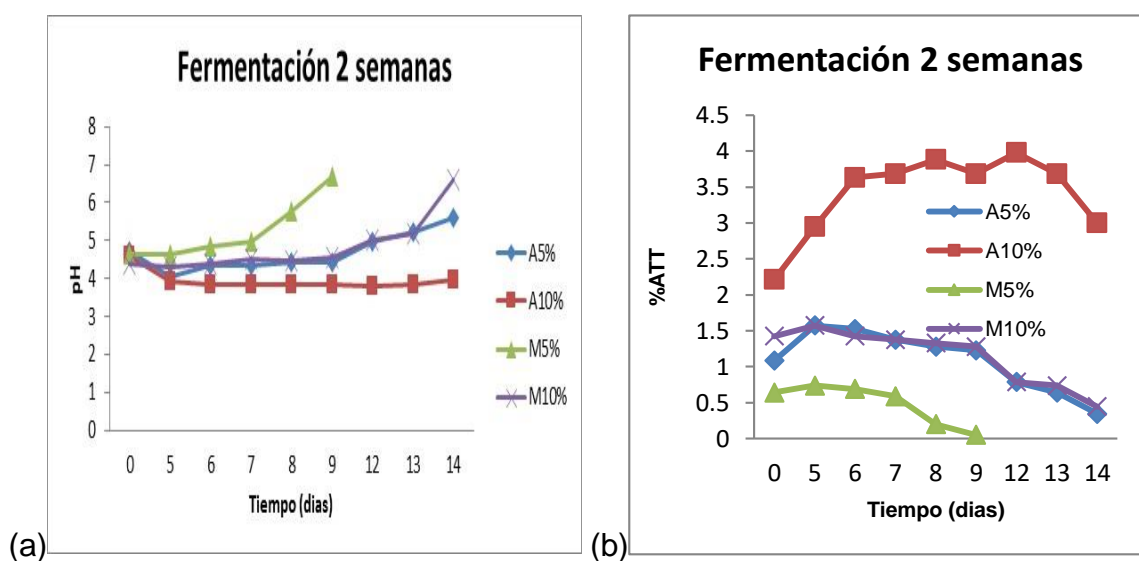 Fermentación 2 semanas
pH
8
7
6
5
4
3
2
1
0
0 5 6 7 8 9 12 13 14
Tiempo (dias)
A5%
A10%
M5%
M10%
(a)
Fermentación 2 semanas
%ATT
4.5
4
3.5
3
2.5
2
1.5
1
0.5
0
0 5 6 7 8 9 12 13 14
Tiempo (dias)
A5%
A10%
M5%
M10%
(b)